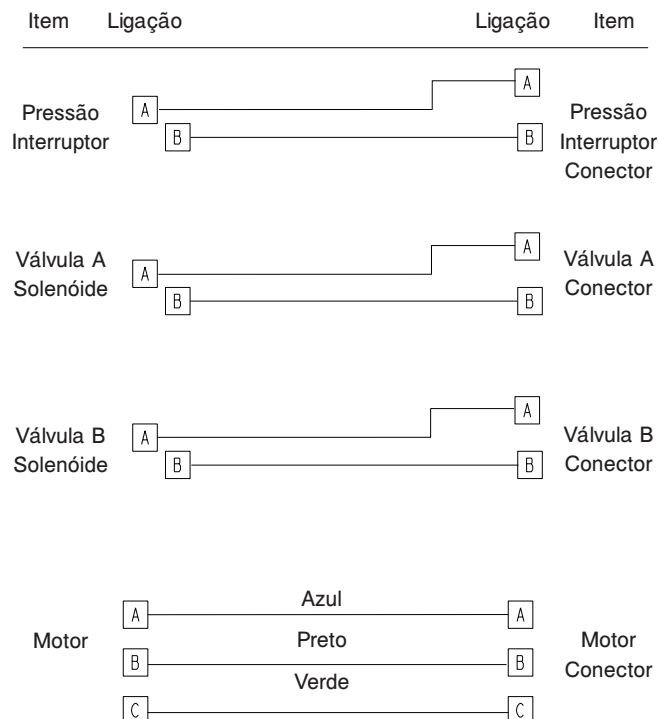 Item Ligação Ligação Item
Pressão
Interruptor
A A
B B
Pressão
Interruptor
Conector
Válvula A
Solenóide
A A
B B
Válvula A
Conector
Válvula B
Solenóide
A A
B B
Válvula B
Conector
Motor
A Azul A
B Preto B
C Verde C
Motor
Conector